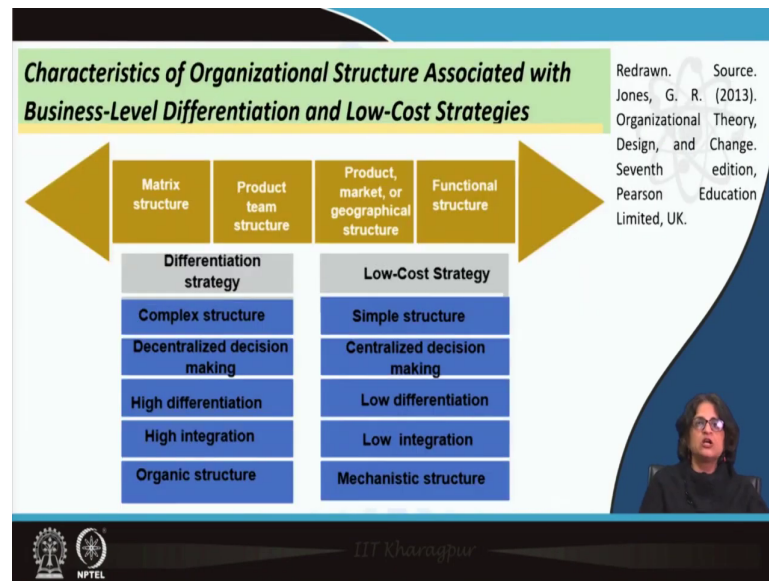 Characteristics of Organizational Structure Associated with
Business-Level Differentiation and Low-Cost Strategies
Redrawn. Source.
Jones, G. R. (2013).
Organizational Theory,
Design, and Change.
Seventh edition,
Pearson Education
Limited, UK.
Matrix
structure
Product
team
structure
Product,
market, or
geographical
structure
Functional
structure
Differentiation
strategy
Complex structure
Decentralized decision
making
High differentiation
High integration
Organic structure
Low-Cost Strategy
Simple structure
Centralized decision
making
Low differentiation
Low integration
Mechanistic structure
NPTEL
IIT Kharagpur